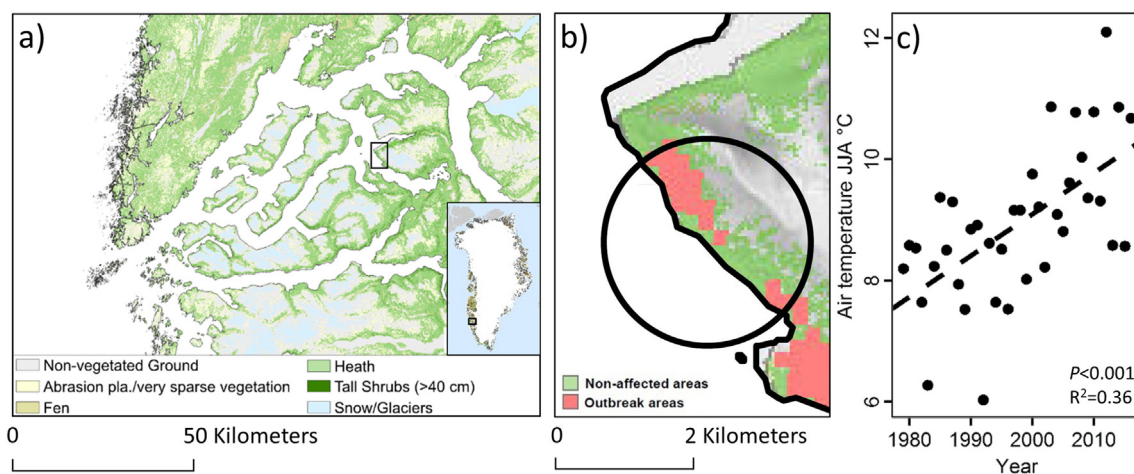 a)
Non-vegetated Ground
Abrasion pla./very sparse vegetation
Fen
Heath
Tall Shrubs (>40 cm)
Snow/Glaciers
0 50 Kilometers
b)
Non-affected areas
Outbreak areas
0 2 Kilometers
c)
Air temperature JJA °C
12
10
8
6
P<0.001
R²=0.36
1980 1990 2000 2010
Year